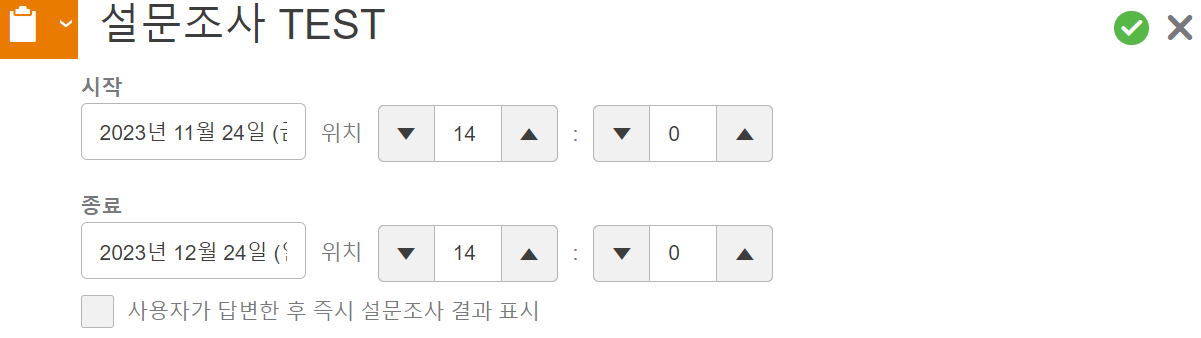 설문조사 TEST
시작
2023년 11월 24일 (금 위치 14 : 0
종료
2023년 12월 24일 (일 위치 14 : 0
사용자가 답변한 후 즉시 설문조사 결과 표시